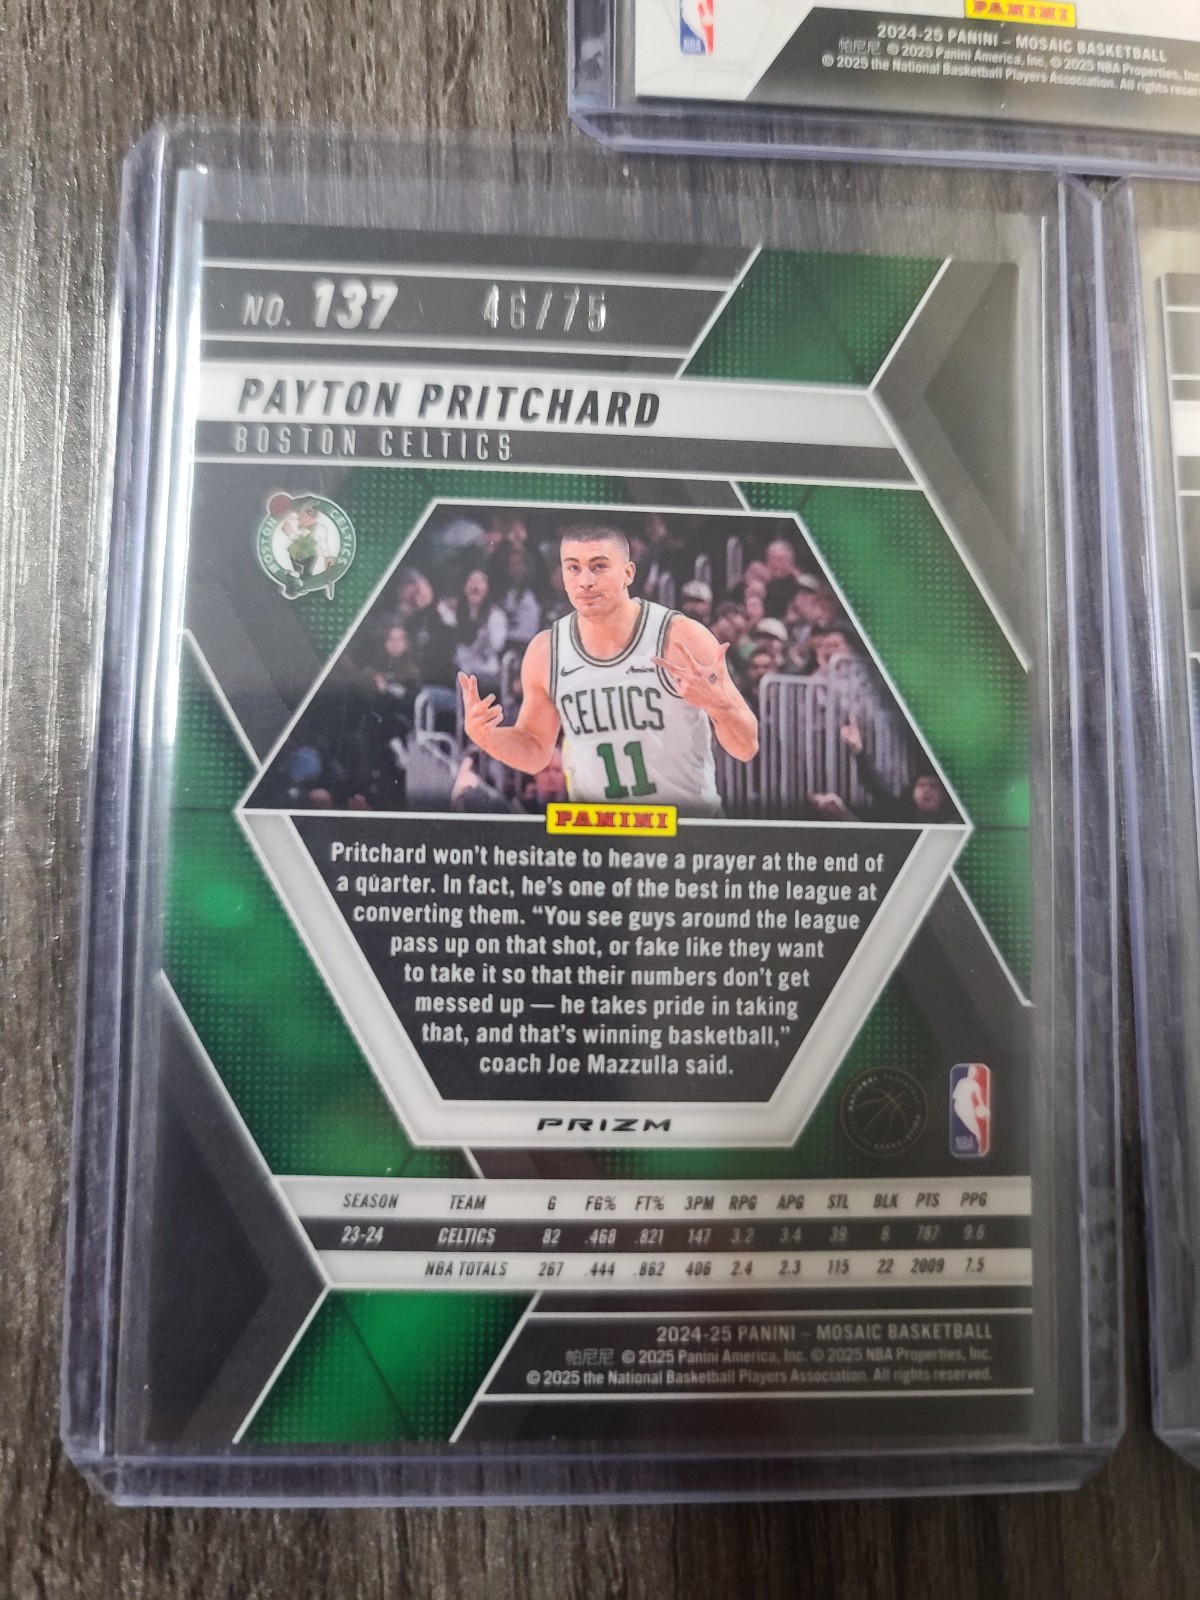 PANINI
2024-25 PANINI – MOSAIC BASKETBALL
帕尼尼 © 2025 Panini America, Inc. © 2025 NBA Properties, Inc.
© 2025 the National Basketball Players Association. All rights
NBA
NO. 137 46/75
PAYTON PRITCHARD
BOSTON CELTICS
BOSTON CELTICS
CELTICS
11
PANINI
Pritchard won't hesitate to heave a prayer at the end of
a quarter. In fact, he's one of the best in the league at
converting them. “You see guys around the league
pass up on that shot, or fake like they want
to take it so that their numbers don't get
messed up — he takes pride in taking
that, and that's winning basketball,”
coach Joe Mazzulla said.
PRIZM
NBA
SEASON TEAM G FG% FT% 3PM RPG APG STL BLK PTS PPG
23-24 CELTICS 82 .468 .821 147 3.2 3.4 39 6 787 9.6
NBA TOTALS 267 .444 .862 406 2.4 2.3 115 22 2009 7.5
2024-25 PANINI – MOSAIC BASKETBALL
帕尼尼 © 2025 Panini America, Inc. © 2025 NBA Properties, Inc.
© 2025 the National Basketball Players Association. All rights reserved.